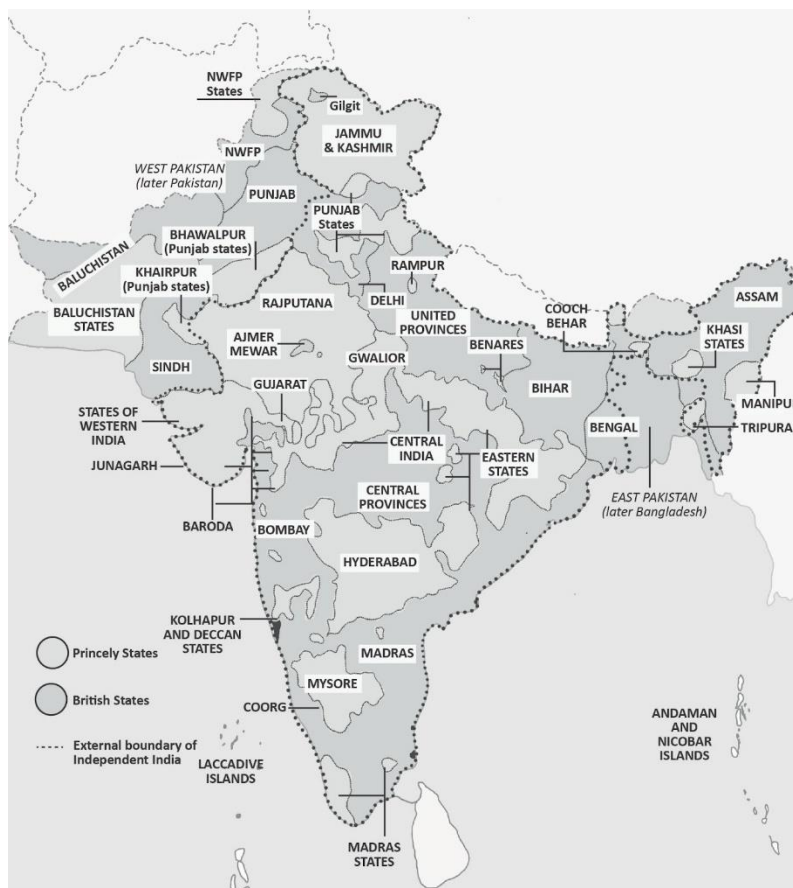 NWFP
States
Gilgit
JAMMU
& KASHMIR
NWFP
WEST PAKISTAN
(later Pakistan)
PUNJAB
PUNJAB
States
BHAWALPUR
(Punjab states)
BALUCHISTAN
KHAIRPUR
(Punjab states)
RAMPUR
RAJPUTANA
DELHI
ASSAM
BALUCHISTAN
STATES
UNITED
PROVINCES
COOCH
BEHAR
KHASI
STATES
AJMER
MEWAR
BENARES
GWALIOR
SINDH
BIHAR
GUJARAT
MANIPU
STATES OF
WESTERN
INDIA
TRIPURA
BENGAL
CENTRAL
INDIA
EASTERN
STATES
JUNAGARH
CENTRAL
PROVINCES
EAST PAKISTAN
(later Bangladesh)
BARODA
BOMBAY
HYDERABAD
KOLHAPUR
AND DECCAN
STATES
Princely States
MADRAS
MYSORE
British States
COORG
ANDAMAN
AND
NICOBAR
ISLANDS
External boundary of
Independent India
LACCADIVE
ISLANDS
MADRAS
STATES